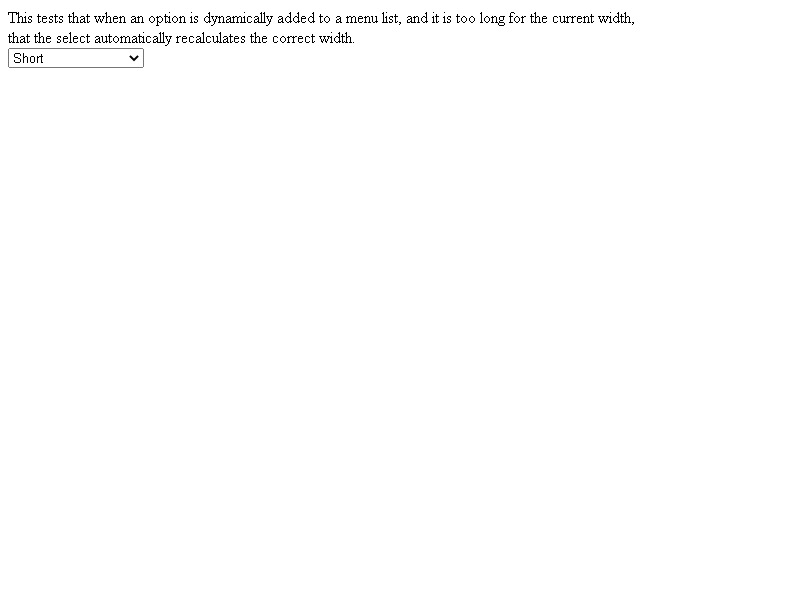 This tests that when an option is dynamically added to a menu list, and it is too long for the current width,
that the select automatically recalculates the correct width.
Short